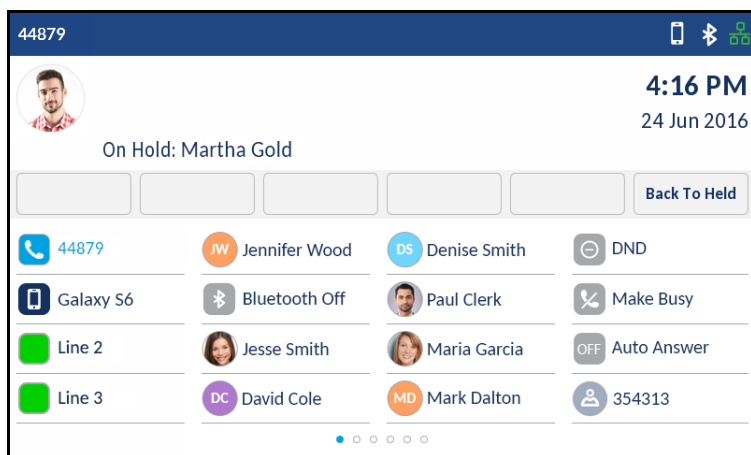 44879
4:16 PM
24 Jun 2016
On Hold: Martha Gold
Back To Held
44879
JW Jennifer Wood
DS Denise Smith
DND
Galaxy S6
Bluetooth Off
Paul Clerk
Make Busy
Line 2
Jesse Smith
Maria Garcia
OFF Auto Answer
Line 3
DC David Cole
MD Mark Dalton
354313